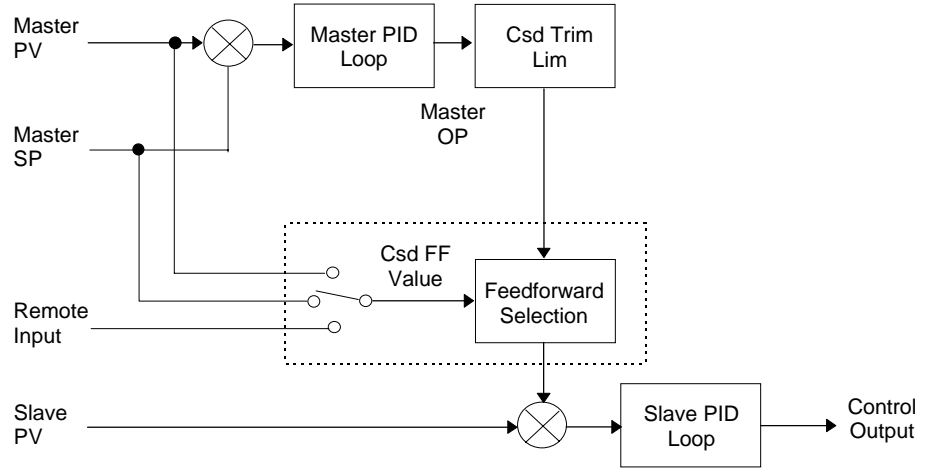 Master
PV
Master PID
Loop
Csd Trim
Lim
Master
OP
Master
SP
Csd FF
Value
Feedforward
Selection
Remote
Input
Slave
PV
Slave PID
Loop
Control
Output